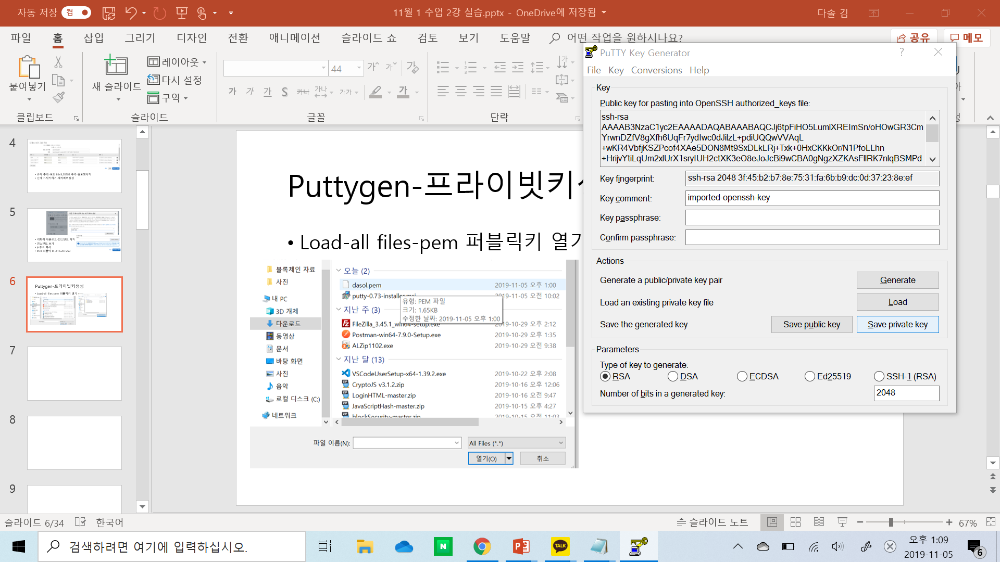 자동 저장 켬
11월 1 수업 2강 실습.pptx - OneDrive에 저장됨
다솔 김
파일 홈 삽입 그리기 디자인 전환 애니메이션 슬라이드 쇼 검토 보기 도움말 어떤 작업을 원하시나요?
공유 메모
붙여넣기
새 슬라이드
레이아웃
다시 설정
구역
44
클립보드 슬라이드 글꼴 단락
4
5
6
Puttygen-프라이빗키생성
7
8
9
Puttygen-프라이빗키생
• Load-all files-pem 퍼블릭키 열기
블록체인 자료
사진
내 PC
3D 개체
다운로드
동영상
문서
바탕 화면
사진
음악
로컬 디스크 (C:)
네트워크
오늘 (2)
dasol.pem 2019-11-05 오후 1:00
putty-0.73-installer.msi 2019-11-05 오전 10:02
유형: PEM 파일
크기: 1.65KB
수정한 날짜: 2019-11-05 오후 1:00
지난 주 (3)
FileZilla_3.45.1_win64-setup.exe 2019-10-29 오후 2:12
Postman-win64-7.9.0-Setup.exe 2019-10-29 오후 1:35
ALZip1102.exe 2019-10-29 오전 9:38
지난 달 (13)
VSCodeUserSetup-x64-1.39.2.exe 2019-10-22 오후 2:08
CryptoJS v3.1.2.zip 2019-10-16 오후 12:06
LoginHTML-master.zip 2019-10-16 오전 9:47
JavaScriptHash-master.zip 2019-10-15 오후 4:27
blockSecurity-master.zip 2019-10-15 오전 11:03
파일 이름(N): All Files (*.*)
열기(O) 취소
PuTTY Key Generator
File Key Conversions Help
Key
Public key for pasting into OpenSSH authorized_keys file:
ssh-rsa
AAAAB3NzaC1yc2EAAAADAQABAAABAQCJj6tpFiHO5LumlXREImSn/oHOwGR3Cm
YrwnDZfV8gXfh6UqFr7ydIwc0dJilzL+pdiUQQwVVAqL
+wKR4VbfjKSZPcof4XAe5DON8Mt9SxDLkLRj+Txk+0HxCKKkOr/N1PfoLLhn
+HrijvYtiLqUm2xlUrX1sryIUH2ctXK3eO8eJoJcBi9wCBA0gNgzXZKAsFIlRK7nlqBSMPd
Key fingerprint: ssh-rsa 2048 3f:45:b2:b7:8e:75:31:fa:6b:b9:dc:0d:37:23:8e:ef
Key comment: imported-openssh-key
Key passphrase:
Confirm passphrase:
Actions
Generate a public/private key pair Generate
Load an existing private key file Load
Save the generated key Save public key Save private key
Parameters
Type of key to generate:
RSA DSA ECDSA Ed25519 SSH-1 (RSA)
Number of bits in a generated key: 2048
슬라이드 6/34 한국어
슬라이드 노트
67%
검색하려면 여기에 입력하십시오.
N
TALK
오후 1:09
2019-11-05
6